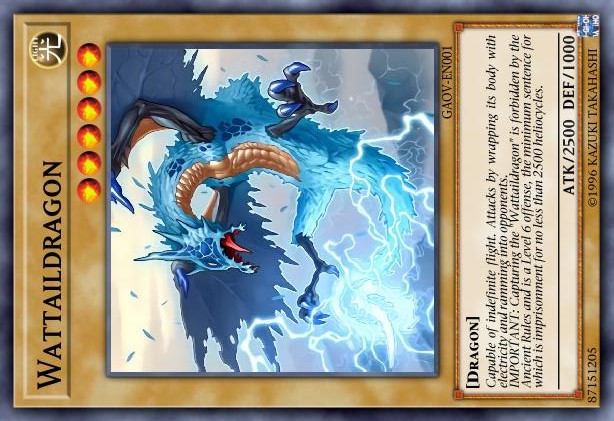 WATTAILDRAGON
LIGHT
光
GAOV-EN001
[DRAGON]
Capable of indefinite flight. Attacks by wrapping its body with
electricity and ramming into opponents.
IMPORTANT: Capturing the "Wattaildragon" is forbidden by the
Ancient Rules and is a Level 6 offense, the minimum sentence for
which is imprisonment for no less than 2500 heliocycles.
ATK/2500 DEF/1000
87151205
©1996 KAZUKI TAKAHASHI